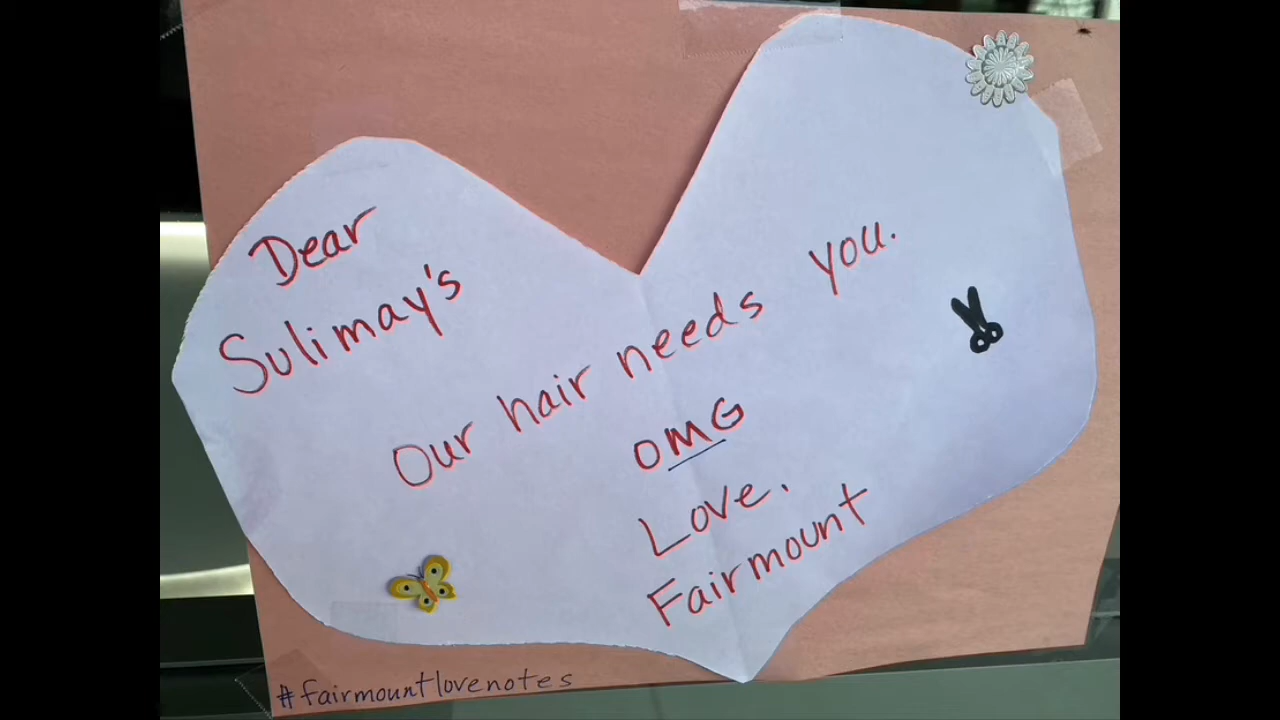 Dear
Sulimay's
Our hair needs you.
OMG
Love.
Fairmount
#fairmountlovenotes